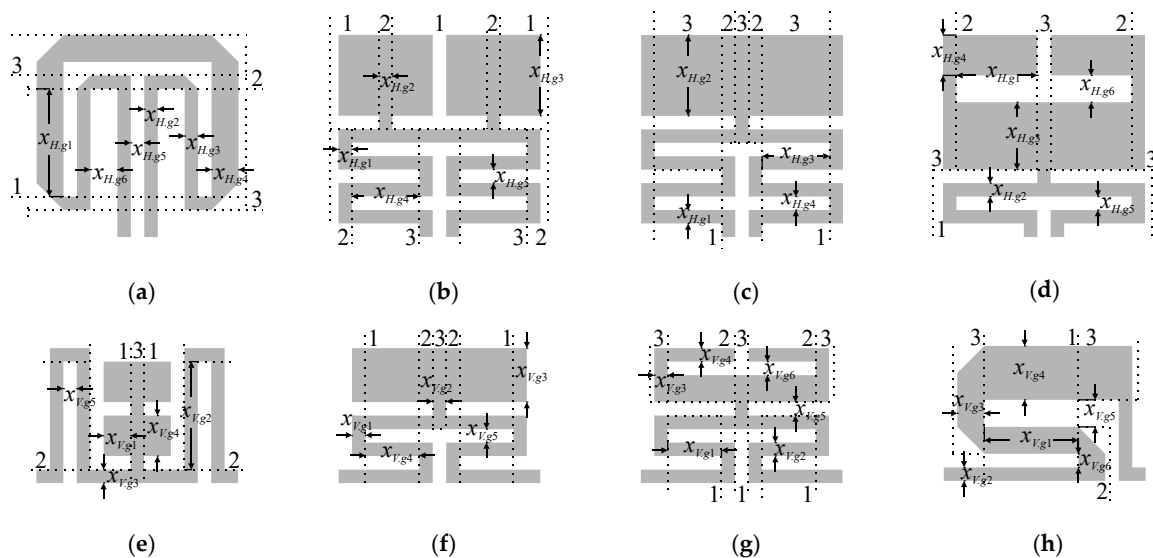 3 2 1 3
x_{H.g1} x_{H.g2} x_{H.g3} x_{H.g4} x_{H.g5} x_{H.g6}
(a)
1 2 1 2 2 3 2
x_{H.g2} x_{H.g3} x_{H.g1} x_{H.g5} x_{H.g4}
(b)
3 2 3 2 3 1 1
x_{H.g2} x_{H.g3} x_{H.g1} x_{H.g4}
(c)
2 3 2 3 3 1
x_{H.g4} x_{H.g1} x_{H.g6} x_{H.g3} x_{H.g2} x_{H.g5}
(d)
1 3 1 2 2
x_{V.g5} x_{V.g1} x_{V.g4} x_{V.g2} x_{V.g3}
(e)
1 2 3 2 1
x_{V.g2} x_{V.g3} x_{V.g1} x_{V.g5} x_{V.g4}
(f)
3 2 3 2 3 1 1 1
x_{V.g4} x_{V.g3} x_{V.g6} x_{V.g5} x_{V.g1} x_{V.g2}
(g)
3 1 3 2
x_{V.g4} x_{V.g3} x_{V.g5} x_{V.g1} x_{V.g6} x_{V.g2}
(h)